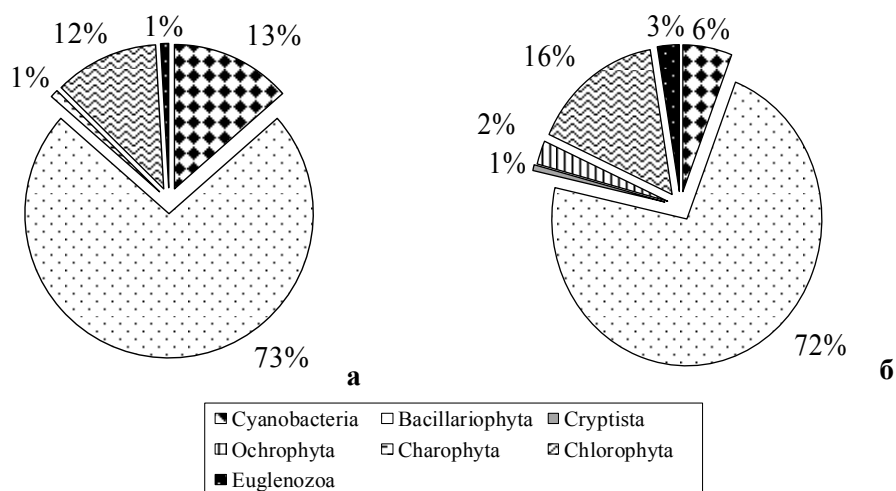 12% 1% 13%
1%
73%
а
3% 6%
16%
2%
1%
72%
б
Cyanobacteria Bacillariophyta Cryptista
Ochrophyta Charophyta Chlorophyta
Euglenozoa